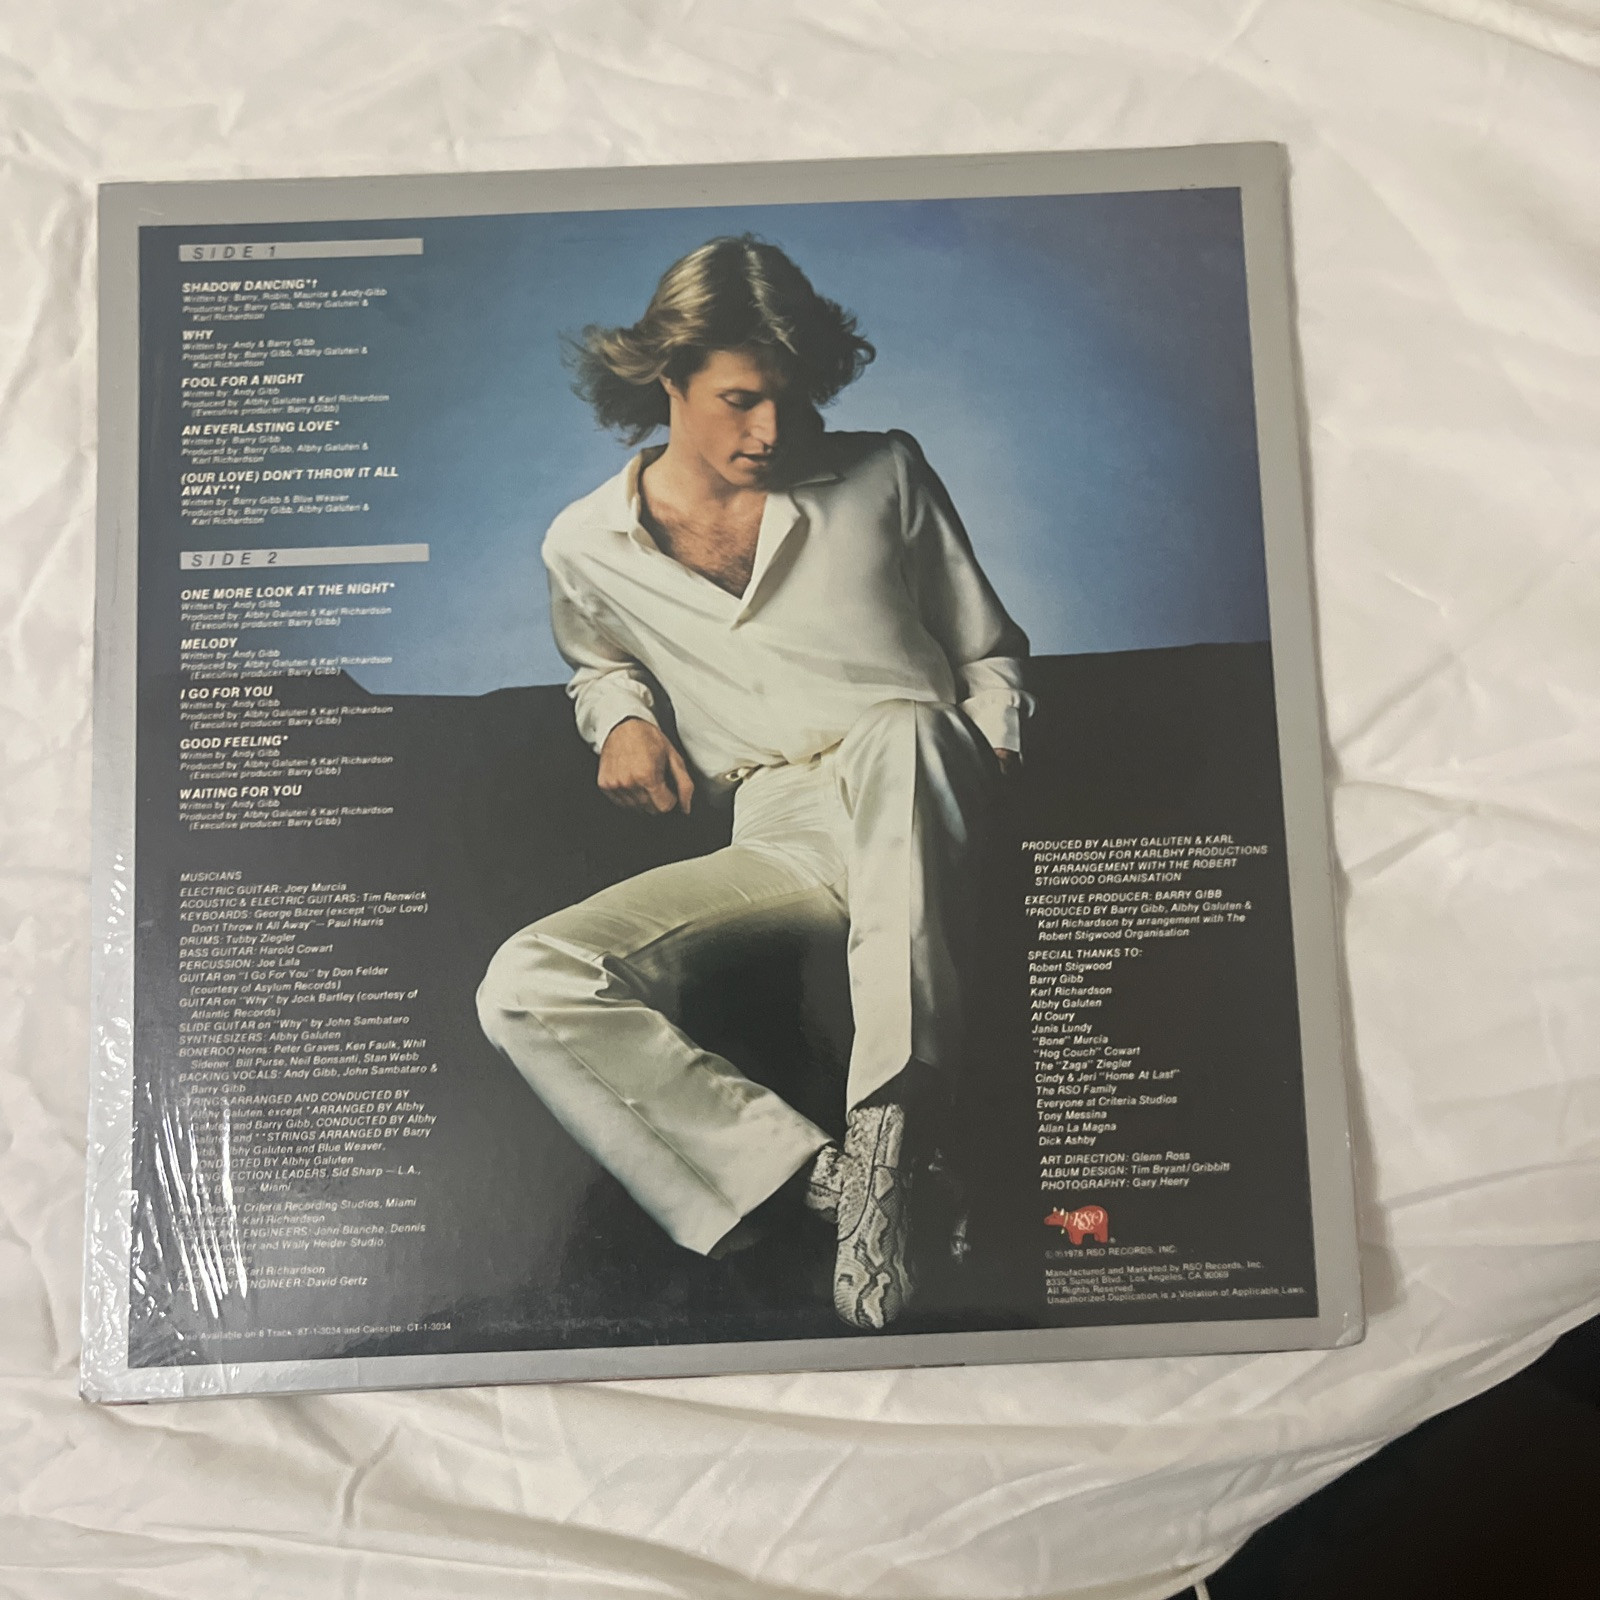 SIDE 1
SHADOW DANCING*†
Written by: Barry, Robin, Maurice & Andy Gibb
Produced by: Barry Gibb, Albhy Galuten &
Karl Richardson
WHY
Written by: Andy & Barry Gibb
Produced by: Barry Gibb, Albhy Galuten &
Karl Richardson
FOOL FOR A NIGHT
Written by: Andy Gibb
Produced by: Albhy Galuten & Karl Richardson
(Executive producer: Barry Gibb)
AN EVERLASTING LOVE*
Written by: Barry Gibb
Produced by: Barry Gibb, Albhy Galuten &
Karl Richardson
(OUR LOVE) DON'T THROW IT ALL
AWAY**†
Written by: Barry Gibb & Blue Weaver
Produced by: Barry Gibb, Albhy Galuten &
Karl Richardson
SIDE 2
ONE MORE LOOK AT THE NIGHT*
Written by: Andy Gibb
Produced by: Albhy Galuten & Karl Richardson
(Executive producer: Barry Gibb)
MELODY
Written by: Andy Gibb
Produced by: Albhy Galuten & Karl Richardson
(Executive producer: Barry Gibb)
I GO FOR YOU
Written by: Andy Gibb
Produced by: Albhy Galuten & Karl Richardson
(Executive producer: Barry Gibb)
GOOD FEELING*
Written by: Andy Gibb
Produced by: Albhy Galuten & Karl Richardson
(Executive producer: Barry Gibb)
WAITING FOR YOU
Written by: Andy Gibb
Produced by: Albhy Galuten & Karl Richardson
(Executive producer: Barry Gibb)
MUSICIANS
ELECTRIC GUITAR: Joey Murcia
ACOUSTIC & ELECTRIC GUITARS: Tim Renwick
KEYBOARDS: George Bitzer (except "(Our Love)
Don't Throw It All Away"— Paul Harris
DRUMS: Tubby Ziegler
BASS GUITAR: Harold Cowart
PERCUSSION: Joe Lala
GUITAR on "I Go For You" by Don Felder
(courtesy of Asylum Records)
GUITAR on "Why" by Jock Bartley (courtesy of
Atlantic Records)
SLIDE GUITAR on "Why" by John Sambataro
SYNTHESIZERS: Albhy Galuten
BONEROO Horns: Peter Graves, Ken Faulk, Whit
Sidener, Bill Purse, Neil Bonsanti, Stan Webb
BACKING VOCALS: Andy Gibb, John Sambataro &
Barry Gibb
STRINGS ARRANGED AND CONDUCTED BY
Albhy Galuten, except *ARRANGED BY Albhy
Galuten and Barry Gibb, CONDUCTED BY Albhy
Galuten and **STRINGS ARRANGED BY Barry
Gibb, Albhy Galuten and Blue Weaver,
CONDUCTED BY Albhy Galuten
STRING SECTION LEADERS: Sid Sharp — L.A.,
— Miami
Recorded at Criteria Recording Studios, Miami
ENGINEER: Karl Richardson
ASSISTANT ENGINEERS: John Blanche, Dennis
and Wally Heider Studio,
Los Angeles
ENGINEER: Karl Richardson
ASSISTANT ENGINEER: David Gertz
Also Available on 8 Track: 8T-1-3034 and Cassette: CT-1-3034
PRODUCED BY ALBHY GALUTEN & KARL
RICHARDSON FOR KARLBHY PRODUCTIONS
BY ARRANGEMENT WITH THE ROBERT
STIGWOOD ORGANISATION
EXECUTIVE PRODUCER: BARRY GIBB
†PRODUCED BY Barry Gibb, Albhy Galuten &
Karl Richardson by arrangement with The
Robert Stigwood Organisation
SPECIAL THANKS TO:
Robert Stigwood
Barry Gibb
Karl Richardson
Albhy Galuten
Al Coury
Janis Lundy
"Bone" Murcia
"Hog Couch" Cowart
The "Zaga" Ziegler
Cindy & Jeri "Home At Last"
The RSO Family
Everyone at Criteria Studios
Tony Messina
Allan La Magna
Dick Ashby
ART DIRECTION: Glenn Ross
ALBUM DESIGN: Tim Bryant/Gribbitt
PHOTOGRAPHY: Gary Heery
RSO
®
© ℗ 1978 RSO RECORDS, INC.
Manufactured and Marketed by RSO Records, Inc.
8335 Sunset Blvd., Los Angeles, CA 90069
All Rights Reserved.
Unauthorized Duplication is a Violation of Applicable Laws.